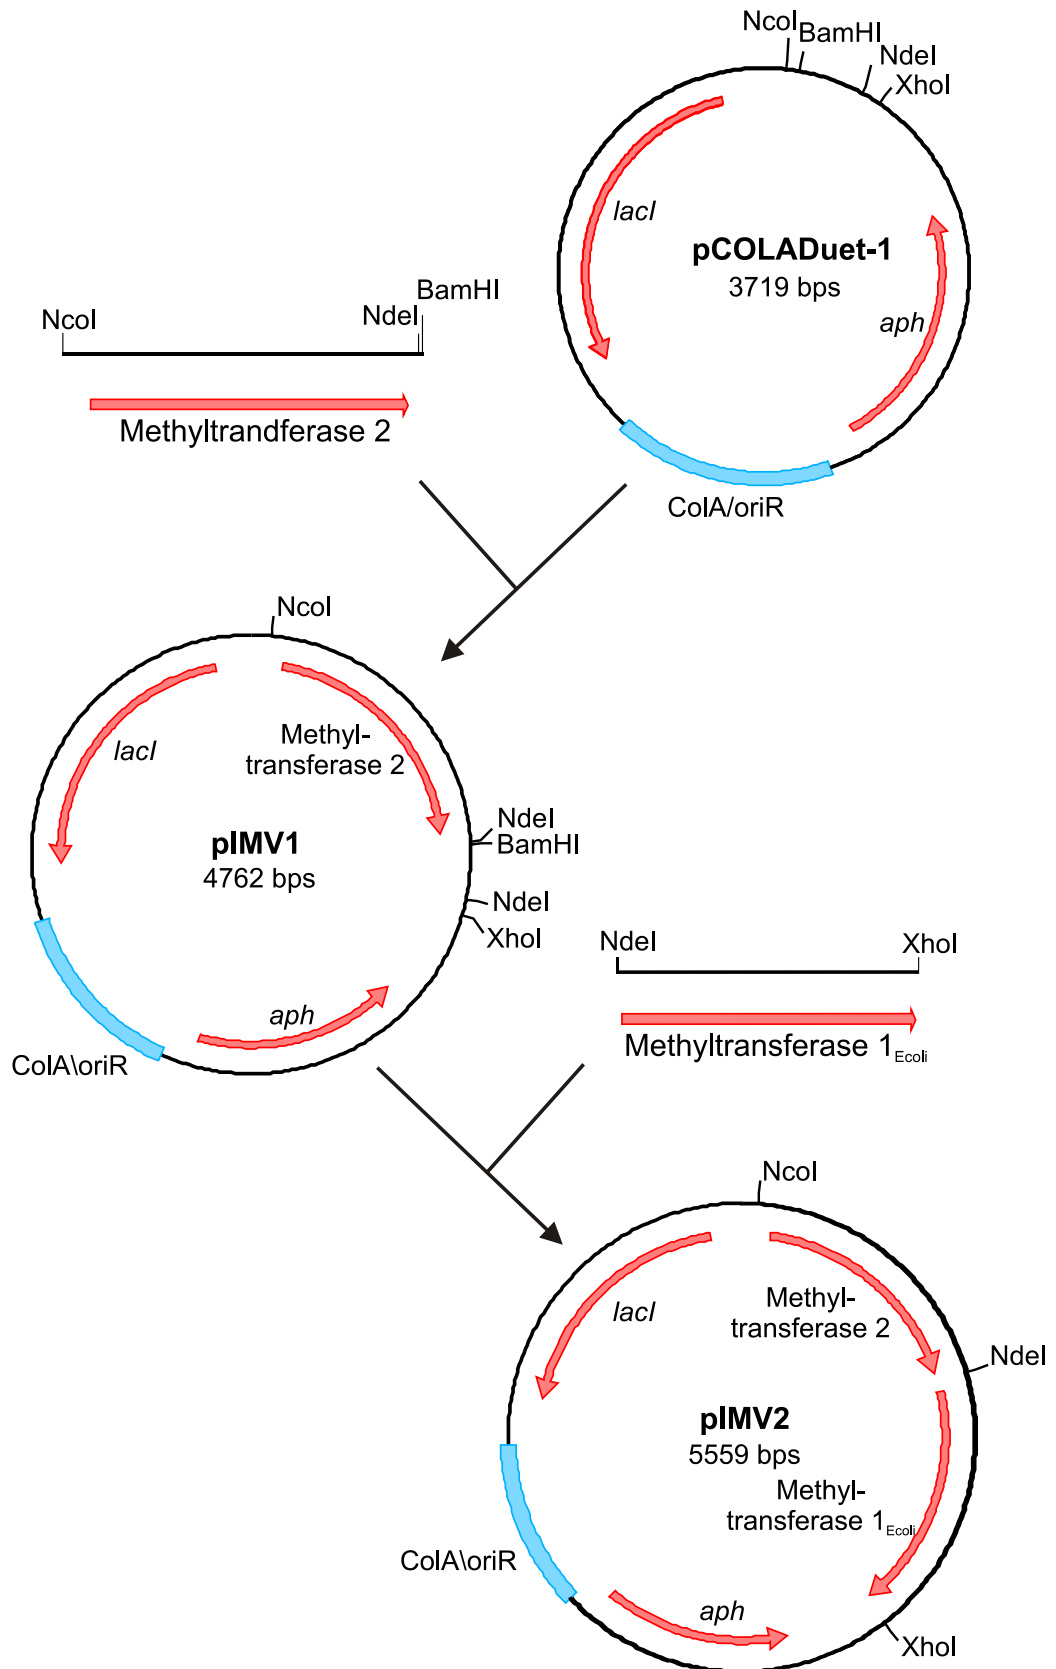 NcoI
BamHI
NdeI
XhoI
lacI
pCOLADuet-1
3719 bps
aph
ColA/oriR
BamHI
NcoI
NdeI
Methyltrandferase 2
NcoI
lacI
Methyl-
transferase 2
pIMV1
4762 bps
NdeI
BamHI
NdeI
XhoI
aph
ColA\oriR
NdeI
XhoI
Methyltransferase 1Ecoli
NcoI
lacI
Methyl-
transferase 2
NdeI
pIMV2
5559 bps
Methyl-
transferase 1Ecoli
ColA\oriR
aph
XhoI